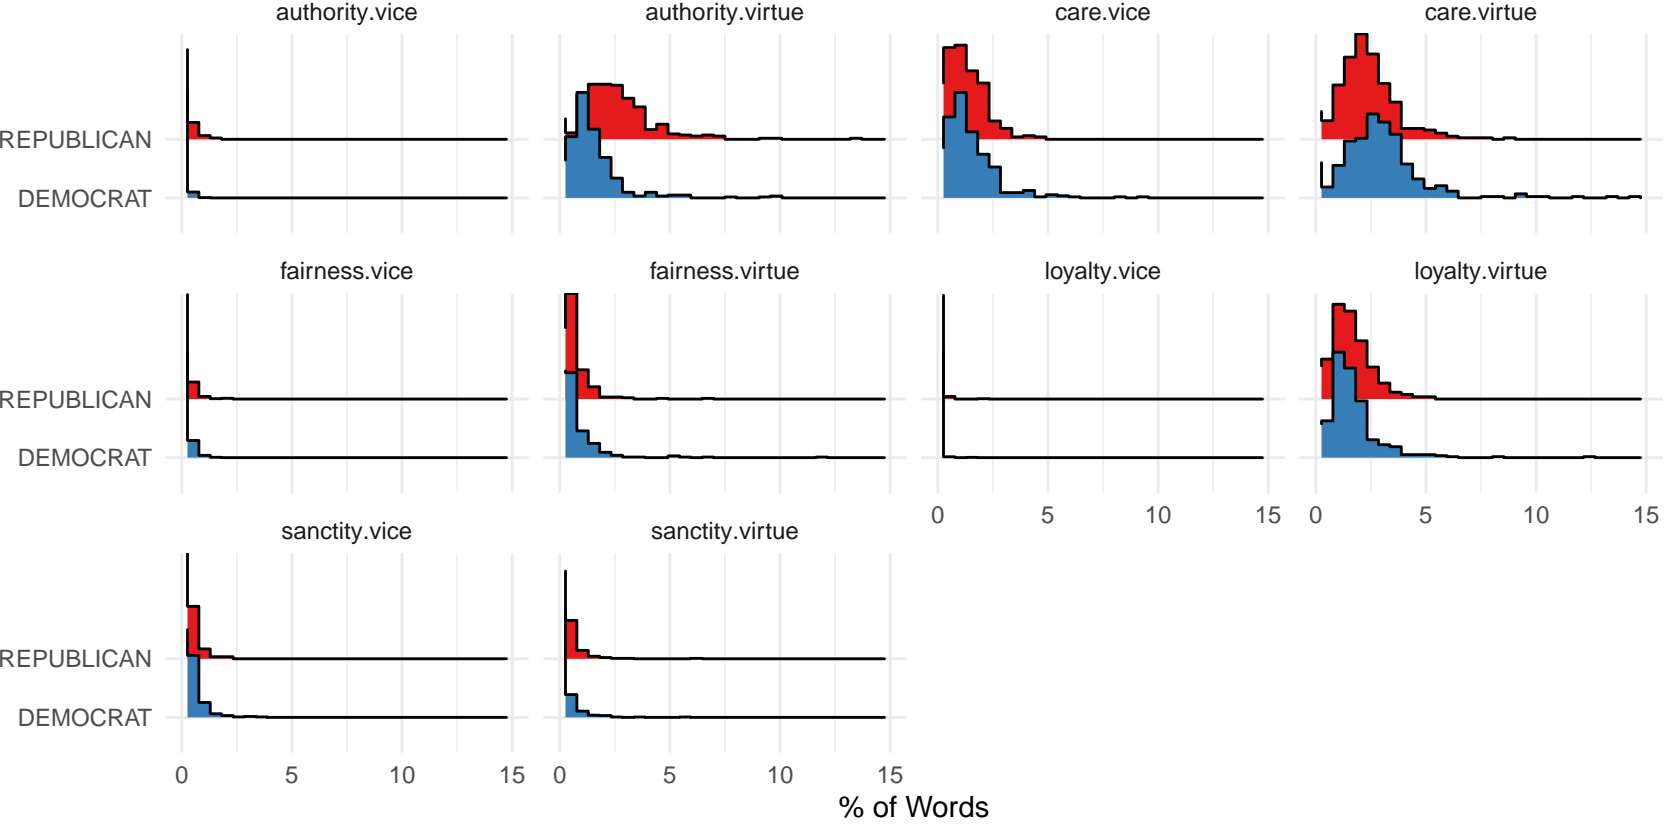 authority.vice authority.virtue care.vice care.virtue
REPUBLICAN
DEMOCRAT
fairness.vice fairness.virtue loyalty.vice loyalty.virtue
REPUBLICAN
DEMOCRAT
0 5 10 15 0 5 10 15
sanctity.vice sanctity.virtue
REPUBLICAN
DEMOCRAT
0 5 10 15 0 5 10 15
% of Words